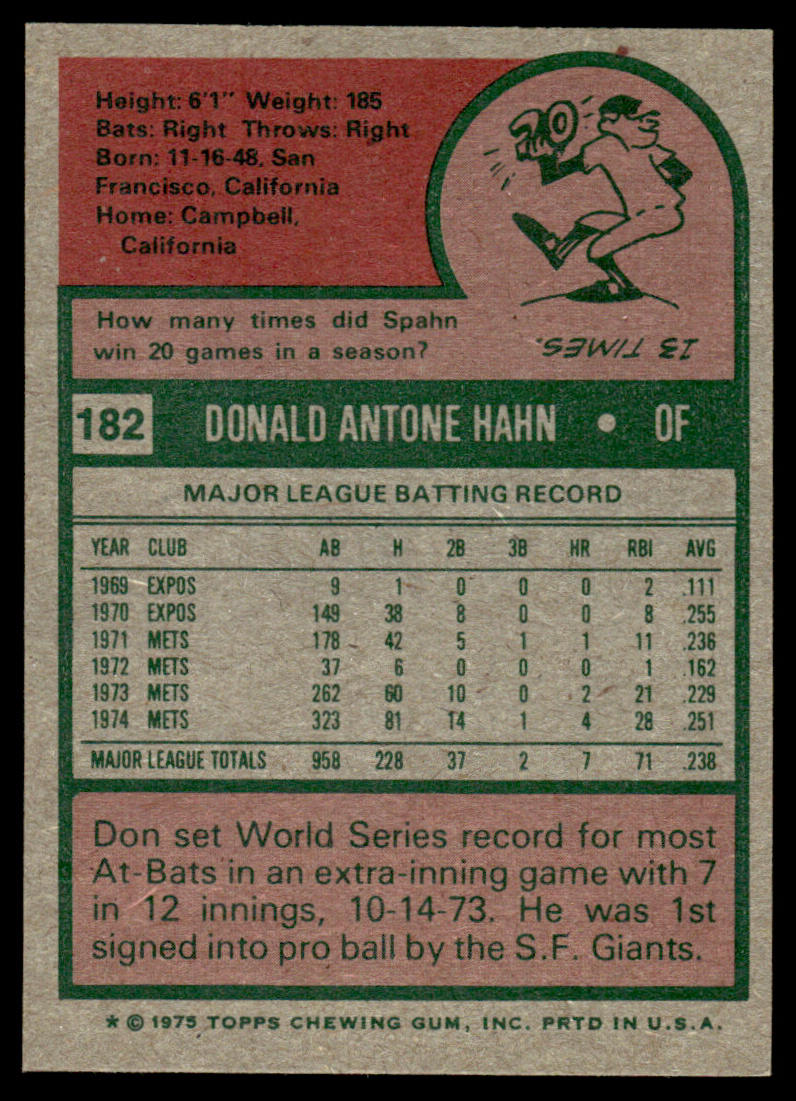 Height: 6'1" Weight: 185
Bats: Right Throws: Right
Born: 11-16-48, San
Francisco, California
Home: Campbell,
California
20
How many times did Spahn
win 20 games in a season?
13 TIMES.
182 DONALD ANTONE HAHN • OF
MAJOR LEAGUE BATTING RECORD
YEAR CLUB AB H 2B 3B HR RBI AVG
1969 EXPOS 9 1 0 0 0 2 .111
1970 EXPOS 149 38 8 0 0 8 .255
1971 METS 178 42 5 1 1 11 .236
1972 METS 37 6 0 0 0 1 .162
1973 METS 262 60 10 0 2 21 .229
1974 METS 323 81 14 1 4 28 .251
MAJOR LEAGUE TOTALS 958 228 37 2 7 71 .238
Don set World Series record for most
At-Bats in an extra-inning game with 7
in 12 innings, 10-14-73. He was 1st
signed into pro ball by the S.F. Giants.
* © 1975 TOPPS CHEWING GUM, INC. PRTD IN U.S.A.